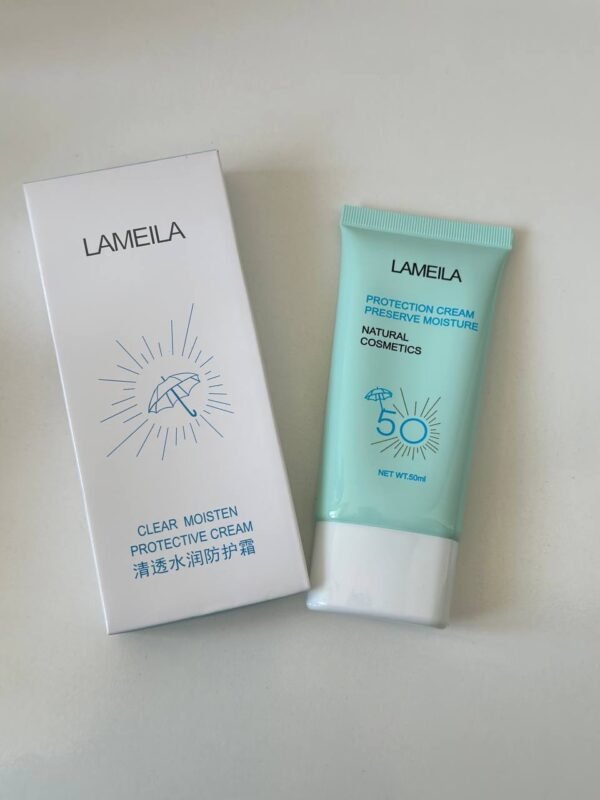 LAMEILA
CLEAR MOISTEN
PROTECTIVE CREAM
清透水润防护霜
LAMEILA
PROTECTION CREAM
PRESERVE MOISTURE
NATURAL
COSMETICS
50
NET WT.50ml